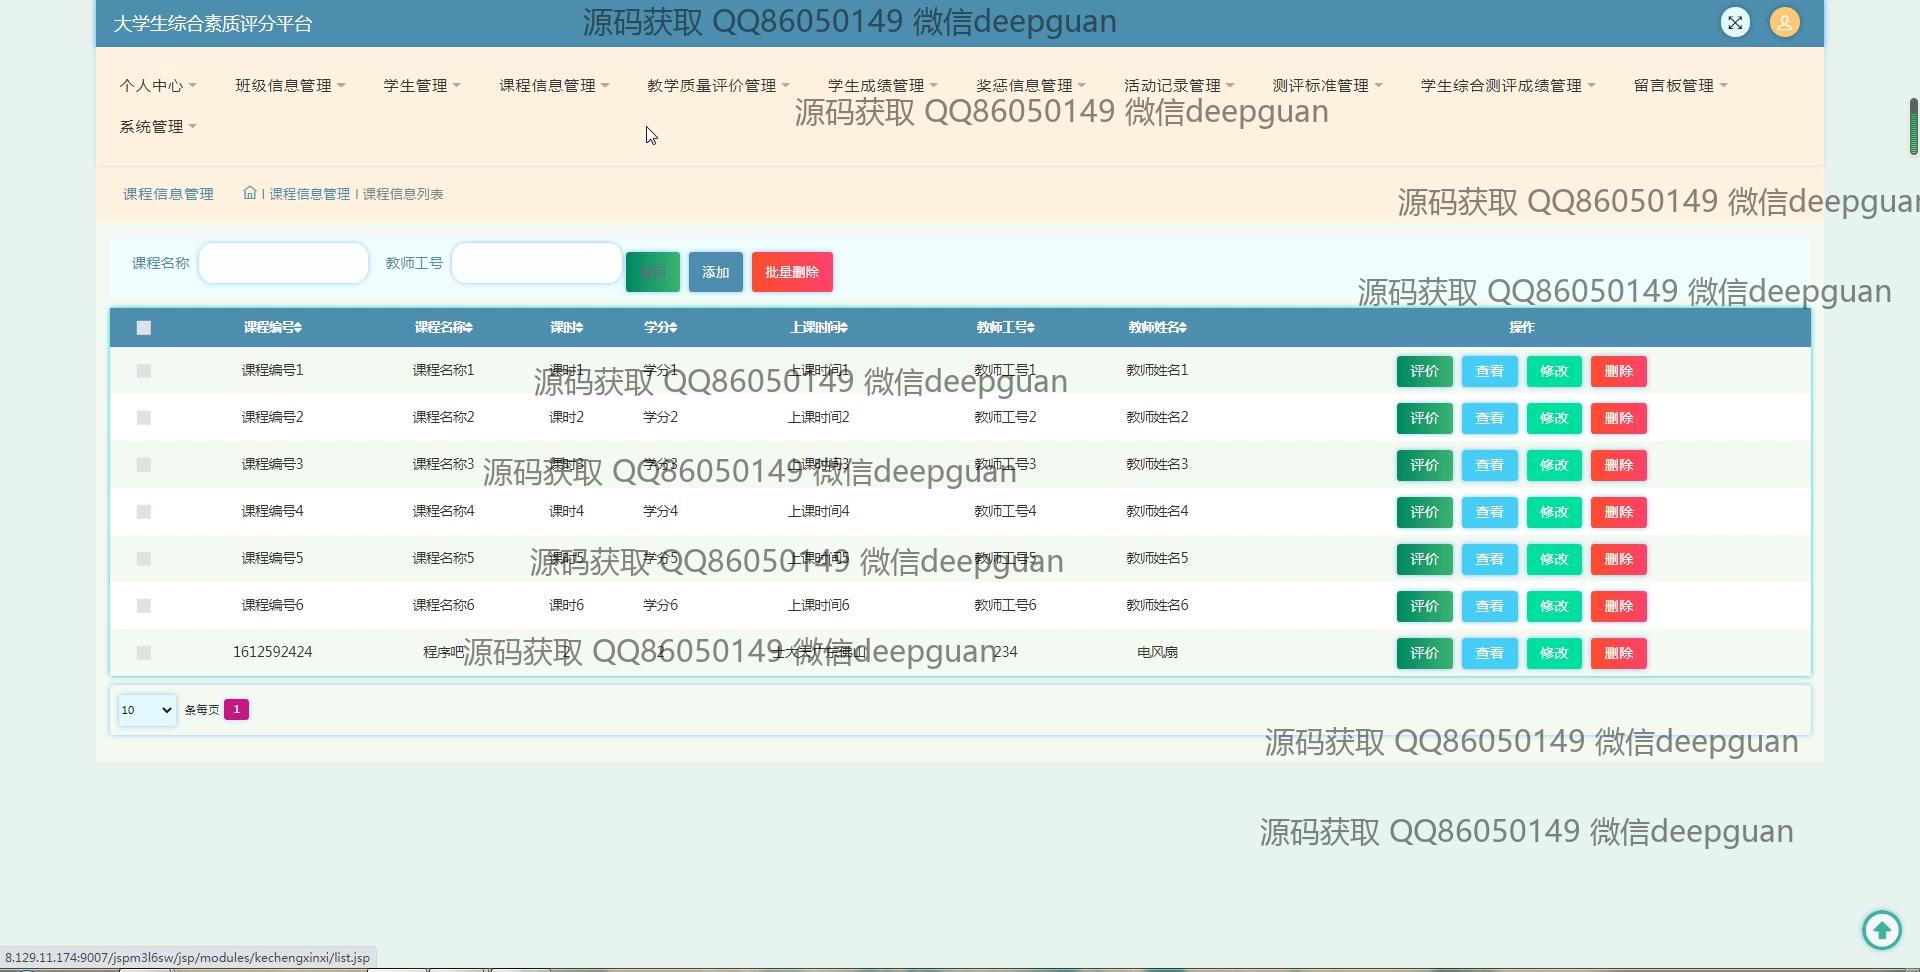 大学生综合素质评分平台
源码获取 QQ86050149 微信deepguan
个人中心 班级信息管理 学生管理 课程信息管理 教学质量评价管理 学生成绩管理 奖惩信息管理 活动记录管理 测评标准管理 学生综合测评成绩管理 留言板管理
源码获取 QQ86050149 微信deepguan
系统管理
课程信息管理 课程信息管理 课程信息列表
源码获取 QQ86050149 微信deepguan
课程名称 教师工号 添加 批量删除
源码获取 QQ86050149 微信deepguan
课程编号 课程名称 课时 学分 上课时间 教师工号 教师姓名 操作
课程编号1 课程名称1 课时1 学分1 上课时间1 教师工号1 教师姓名1 评价 查看 修改 删除
源码获取 QQ86050149 微信deepguan
课程编号2 课程名称2 课时2 学分2 上课时间2 教师工号2 教师姓名2 评价 查看 修改 删除
课程编号3 课程名称3 课时3 学分3 上课时间3 教师工号3 教师姓名3 评价 查看 修改 删除
源码获取 QQ86050149 微信deepguan
课程编号4 课程名称4 课时4 学分4 上课时间4 教师工号4 教师姓名4 评价 查看 修改 删除
课程编号5 课程名称5 课时5 学分5 上课时间5 教师工号5 教师姓名5 评价 查看 修改 删除
源码获取 QQ86050149 微信deepguan
课程编号6 课程名称6 课时6 学分6 上课时间6 教师工号6 教师姓名6 评价 查看 修改 删除
1612592424 程序吧 2 2 234 电风扇 评价 查看 修改 删除
源码获取 QQ86050149 微信deepguan
10 条每页 1
源码获取 QQ86050149 微信deepguan
源码获取 QQ86050149 微信deepguan
8.129.11.174:9007/jspm3l6sw/jsp/modules/kechengxinxi/list.jsp